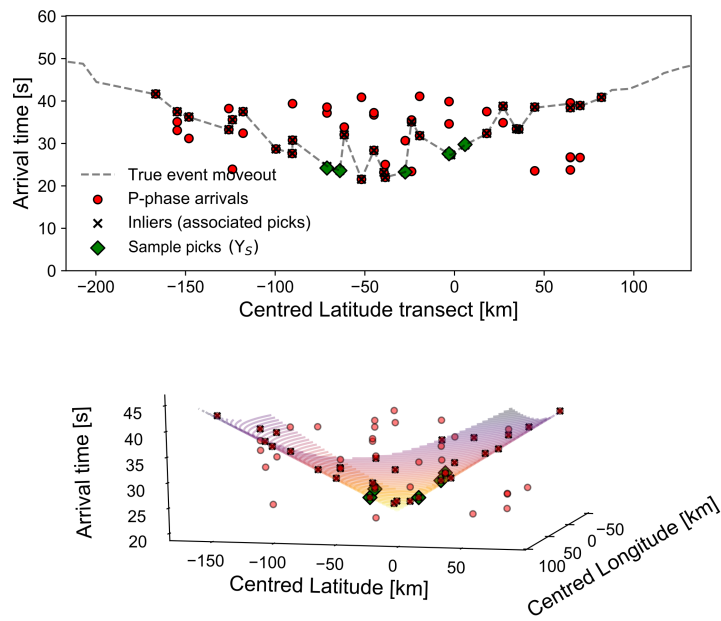 60
50
40
30
20
10
0
Arrival time [s]
True event moveout
P-phase arrivals
Inliers (associated picks)
Sample picks (Y_S)
−200 −150 −100 −50 0 50 100
Centred Latitude transect [km]
45
40
35
30
25
20
Arrival time [s]
−150 −100 −50 0 50
Centred Latitude [km]
100 50 0 −50
Centred Longitude [km]